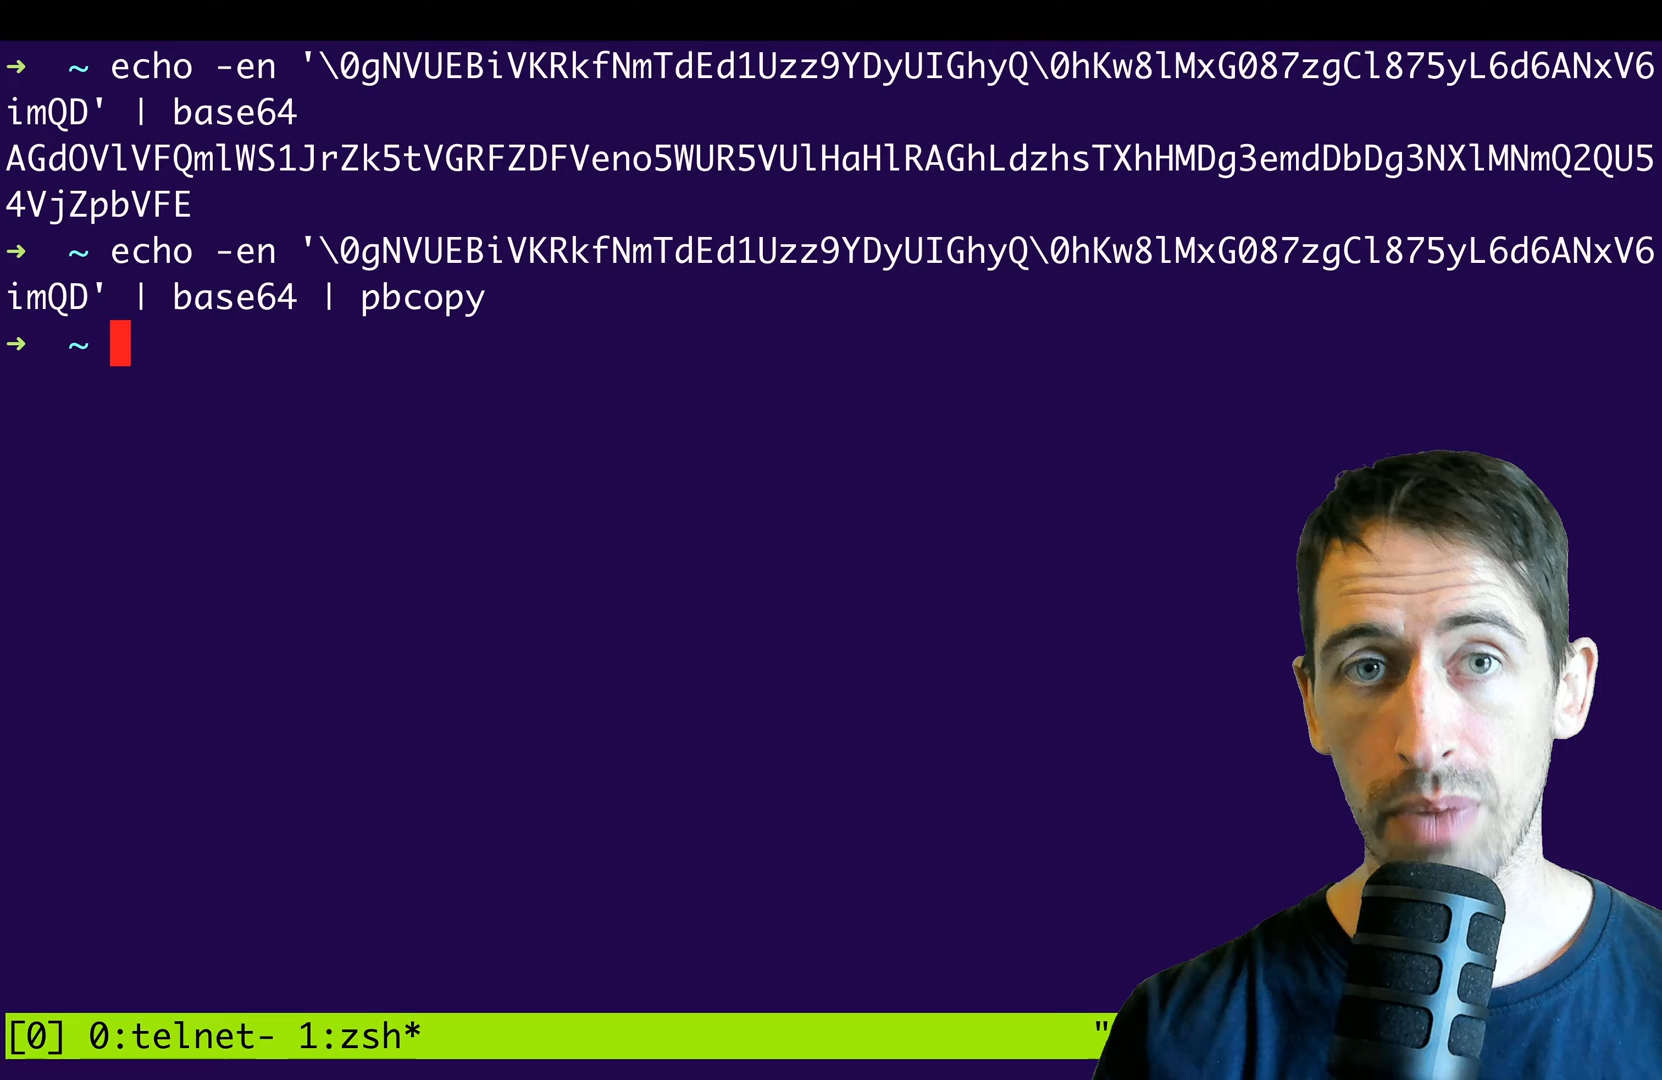 ➜  ~ echo -en '\0gNVUEBiVKRkfNmTdEd1Uzz9YDyUIGhyQ\0hKw8lMxG087zgCl875yL6d6ANxV6
imQD' | base64
AGdOVlVFQmlWS1JrZk5tVGRFZDFVeno5WUR5VUlHaHlRAGhLdzhsTXhHMDg3emdDbDg3NXlMNmQ2QU5
4VjZpbVFE
➜  ~ echo -en '\0gNVUEBiVKRkfNmTdEd1Uzz9YDyUIGhyQ\0hKw8lMxG087zgCl875yL6d6ANxV6
imQD' | base64 | pbcopy
➜  ~
[0] 0:telnet- 1:zsh* "